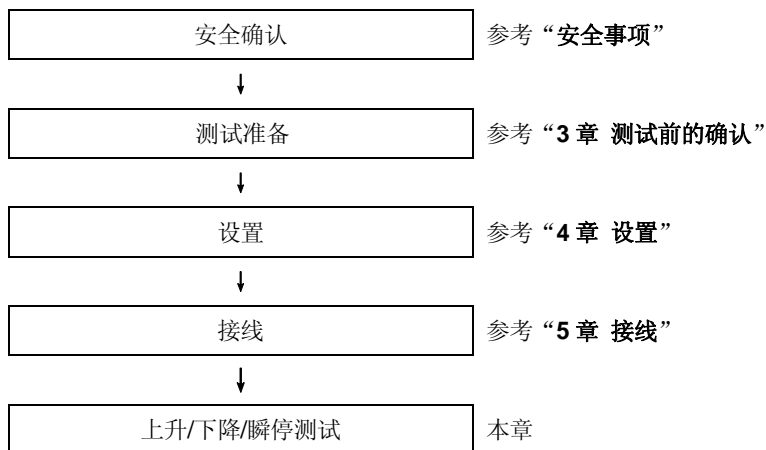 安全确认 参考“安全事项”
测试准备 参考“3 章 测试前的确认”
设置 参考“4 章 设置”
接线 参考“5 章 接线”
上升/下降/瞬停测试 本章